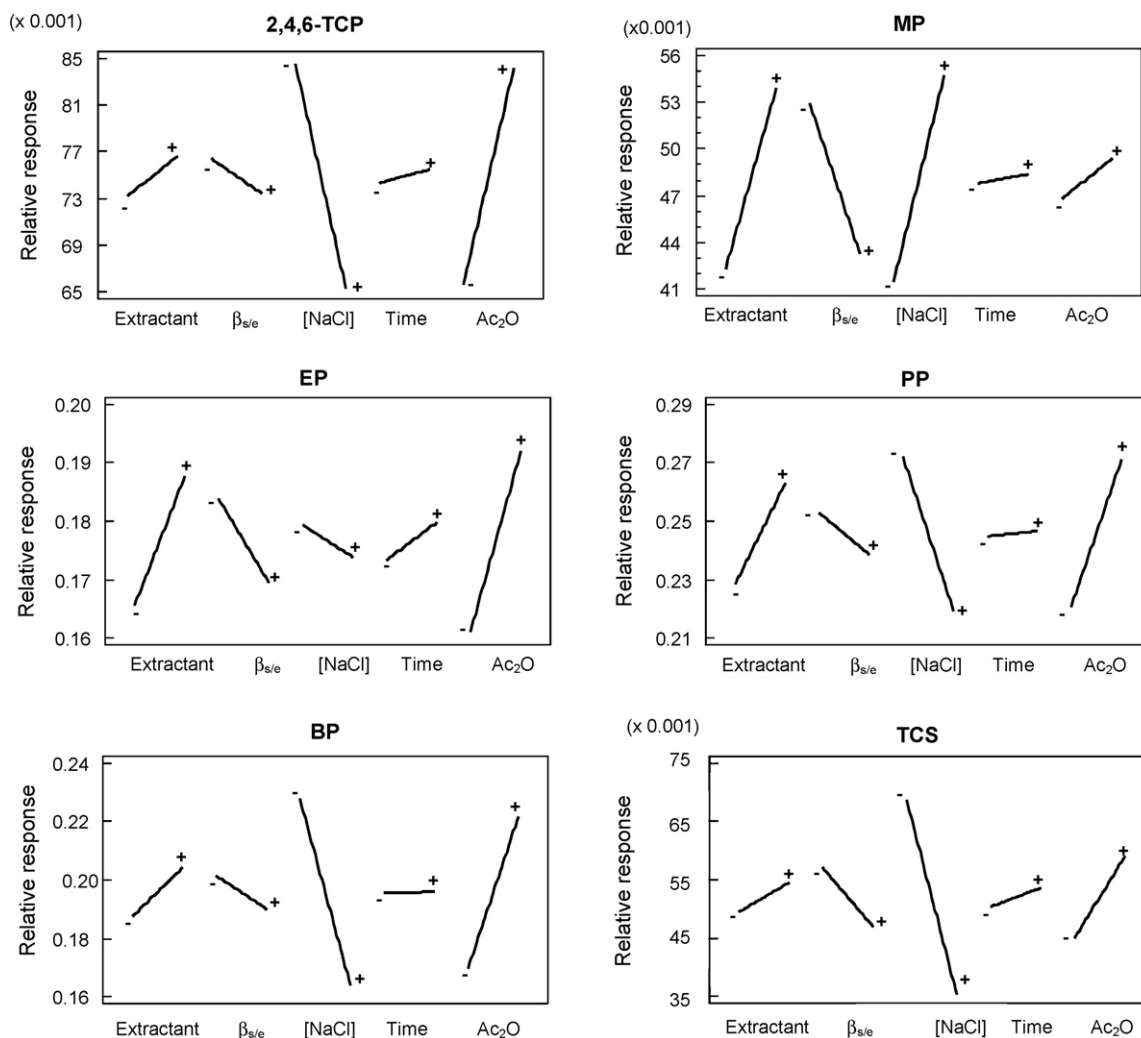 (x 0.001)
2,4,6-TCP
Relative response
85
81
77
73
69
65
- + - + - + - + - +
Extractant βs/e [NaCl] Time Ac2O
(x0.001)
MP
Relative response
56
53
50
47
44
41
- + - + - + - + - +
Extractant βs/e [NaCl] Time Ac2O
EP
Relative response
0.20
0.19
0.18
0.17
0.16
- + - + - + - + - +
Extractant βs/e [NaCl] Time Ac2O
PP
Relative response
0.29
0.27
0.25
0.23
0.21
- + - + - + - + - +
Extractant βs/e [NaCl] Time Ac2O
BP
Relative response
0.24
0.22
0.20
0.18
0.16
- + - + - + - + - +
Extractant βs/e [NaCl] Time Ac2O
(x 0.001)
TCS
Relative response
75
65
55
45
35
- + - + - + - + - +
Extractant βs/e [NaCl] Time Ac2O